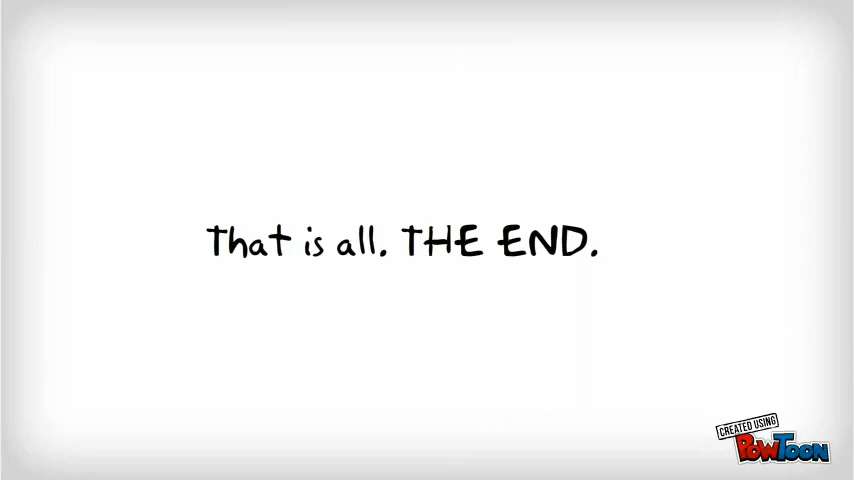 That is all. THE END.
CREATED USING
POWTOON